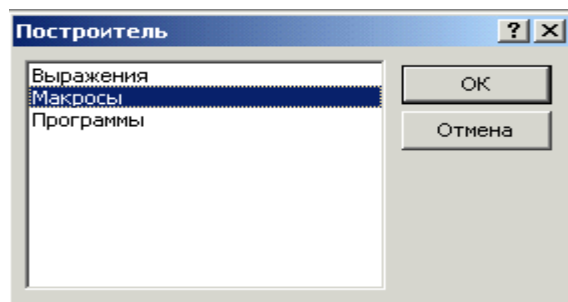 Построитель
Выражения
Макросы
Программы
ОК
Отмена